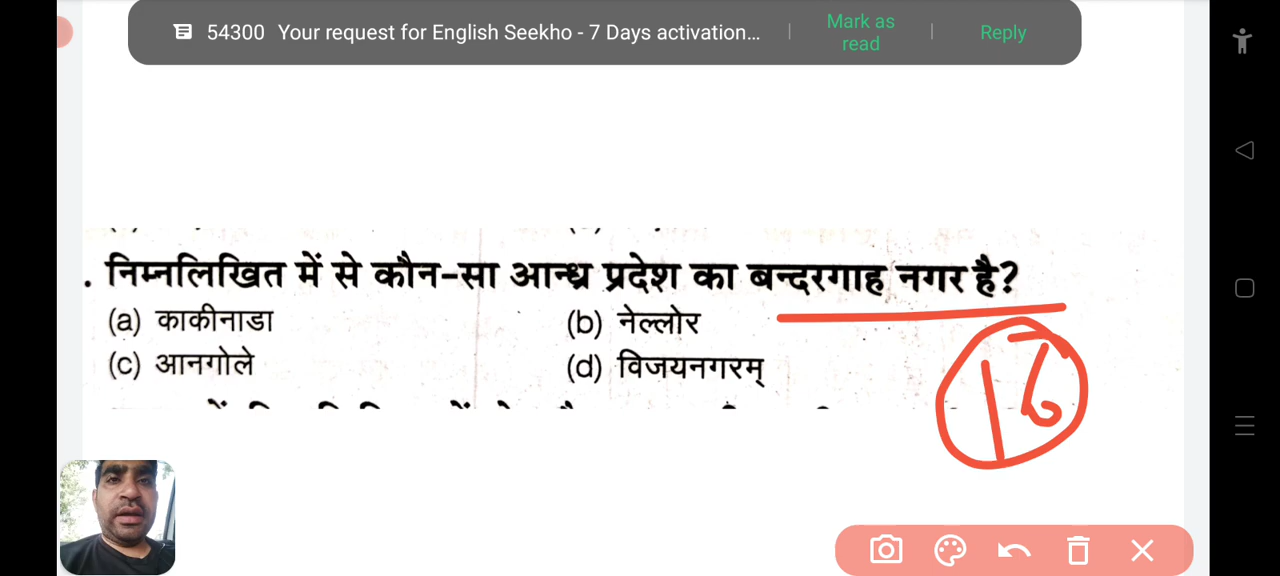 54300 Your request for English Seekho - 7 Days activation...
Mark as read
Reply
. निम्नलिखित में से कौन-सा आन्ध्र प्रदेश का बन्दरगाह नगर है?
(a) काकीनाडा (b) नेल्लोर
(c) आनगोले (d) विजयनगरम्
16